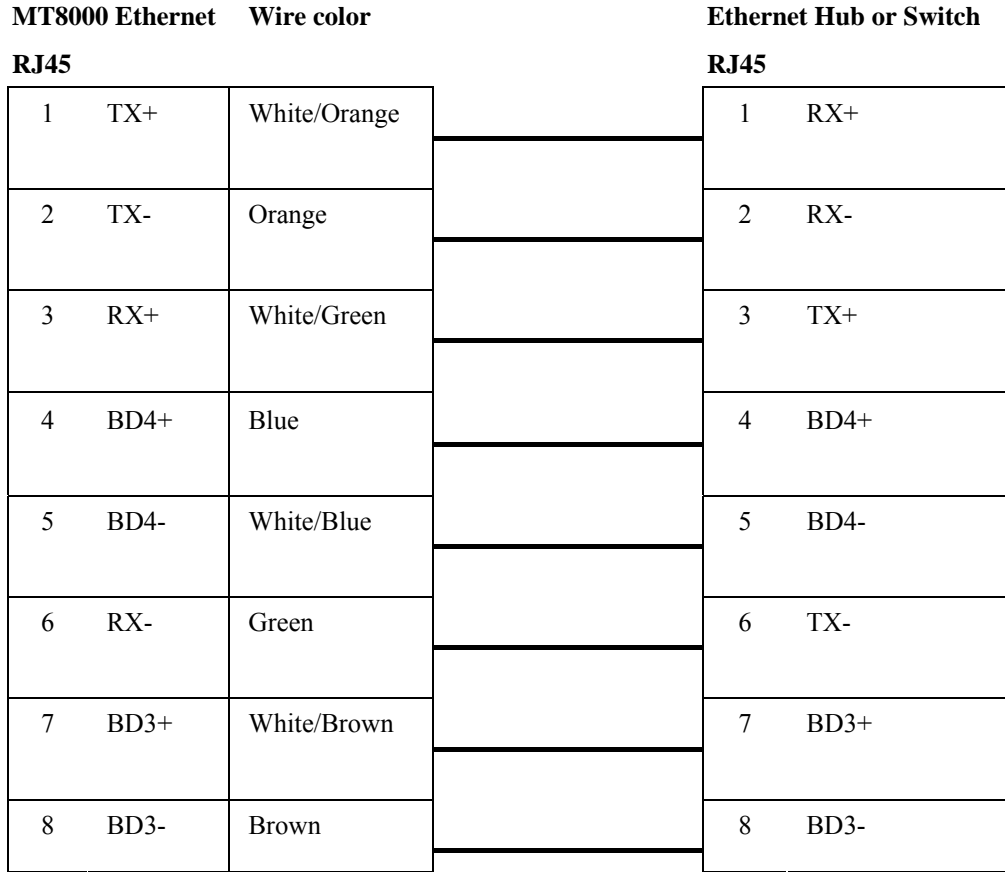 MT8000 Ethernet Wire color Ethernet Hub or Switch
RJ45 RJ45
1 TX+ White/Orange 1 RX+
2 TX- Orange 2 RX-
3 RX+ White/Green 3 TX+
4 BD4+ Blue 4 BD4+
5 BD4- White/Blue 5 BD4-
6 RX- Green 6 TX-
7 BD3+ White/Brown 7 BD3+
8 BD3- Brown 8 BD3-